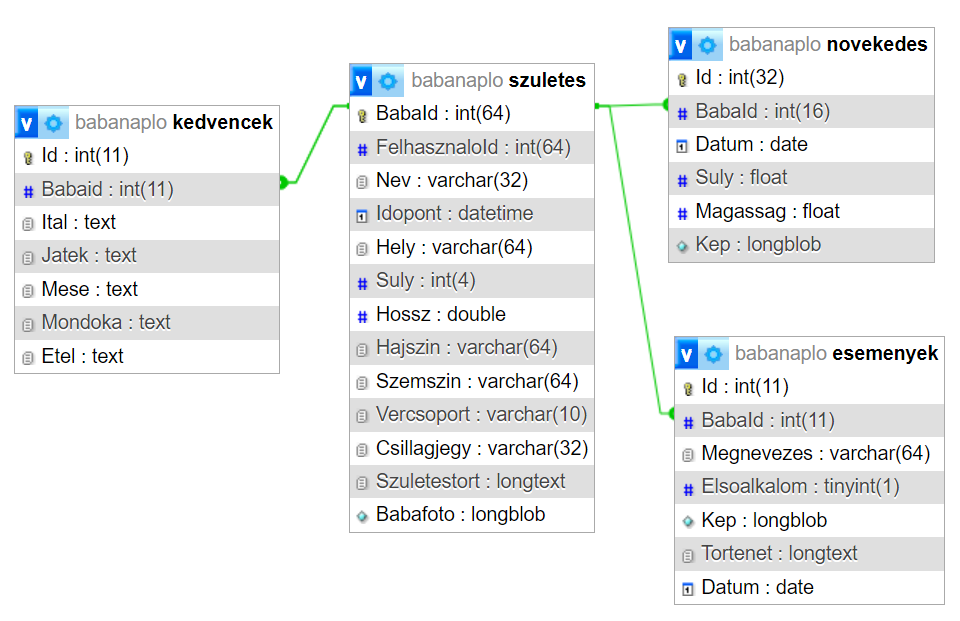 v babanaplo kedvencek
Id : int(11)
# Babaid : int(11)
Ital : text
Jatek : text
Mese : text
Mondoka : text
Etel : text
v babanaplo szuletes
BabaId : int(64)
# FelhasznaloId : int(64)
Nev : varchar(32)
1 Idopont : datetime
Hely : varchar(64)
# Suly : int(4)
# Hossz : double
Hajszin : varchar(64)
Szemszin : varchar(64)
Vercsoport : varchar(10)
Csillagjegy : varchar(32)
Szuletestort : longtext
Babafoto : longblob
v babanaplo novekedes
Id : int(32)
# BabaId : int(16)
1 Datum : date
# Suly : float
# Magassag : float
Kep : longblob
v babanaplo esemenyek
Id : int(11)
# BabaId : int(11)
Megnevezes : varchar(64)
# Elsoalkalom : tinyint(1)
Kep : longblob
Tortenet : longtext
1 Datum : date